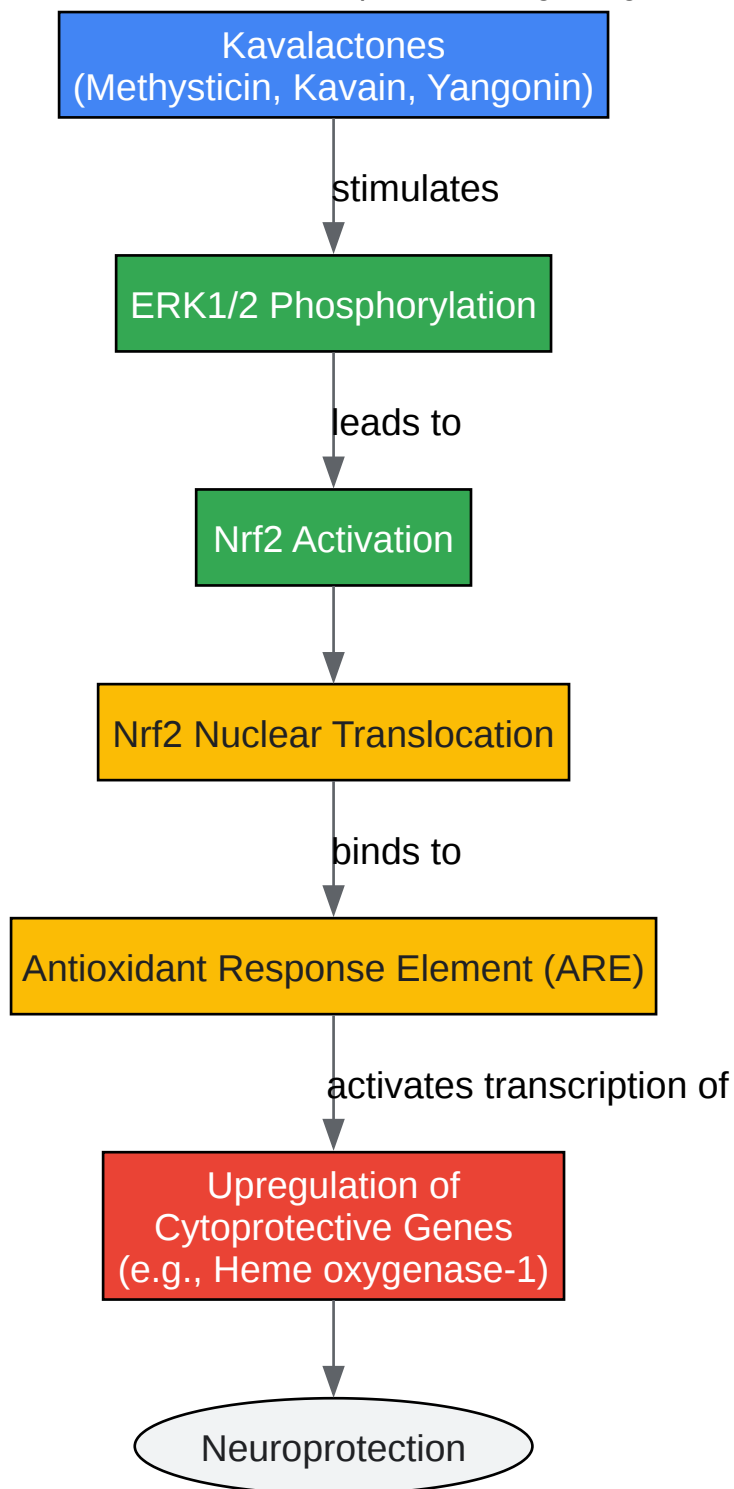 Kavalactones
(Methysticin, Kavain, Yangonin)
stimulates
ERK1/2 Phosphorylation
leads to
Nrf2 Activation
Nrf2 Nuclear Translocation
binds to
Antioxidant Response Element (ARE)
activates transcription of
Upregulation of
Cytoprotective Genes
(e.g., Heme oxygenase-1)
Neuroprotection